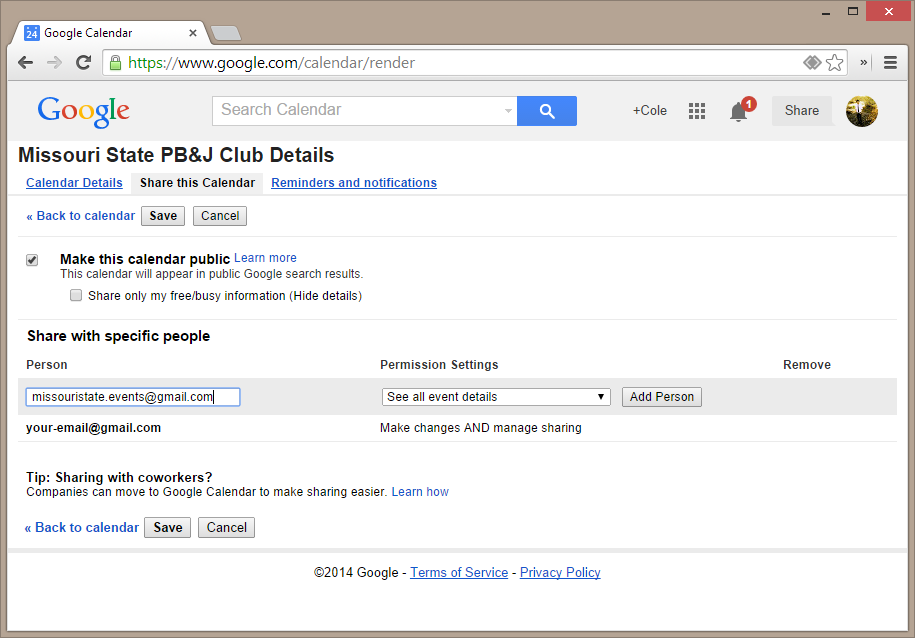 24 Google Calendar
https://www.google.com/calendar/render
»
Google
Search Calendar
+Cole
1
Share
Missouri State PB&J Club Details
Calendar Details Share this Calendar Reminders and notifications
« Back to calendar Save Cancel
Make this calendar public Learn more
This calendar will appear in public Google search results.
Share only my free/busy information (Hide details)
Share with specific people
Person Permission Settings Remove
missouristate.events@gmail.com See all event details Add Person
your-email@gmail.com Make changes AND manage sharing
Tip: Sharing with coworkers?
Companies can move to Google Calendar to make sharing easier. Learn how
« Back to calendar Save Cancel
©2014 Google - Terms of Service - Privacy Policy